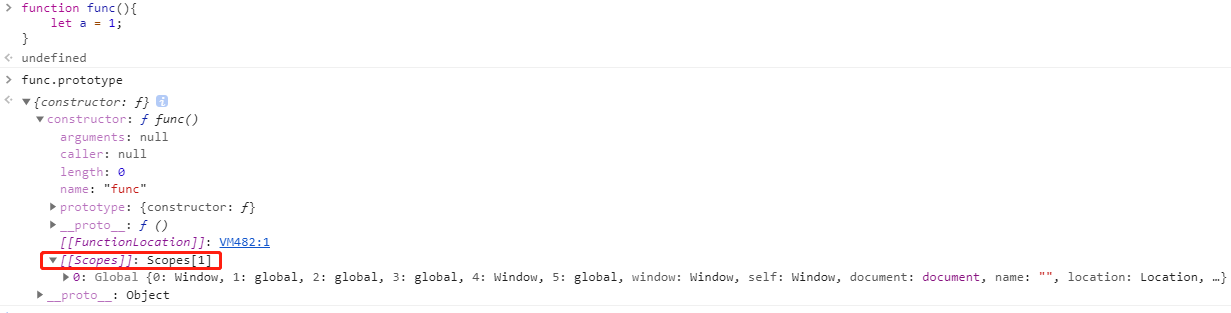 function func(){
let a = 1;
}
undefined
func.prototype
{constructor: ƒ} i
constructor: ƒ func()
arguments: null
caller: null
length: 0
name: "func"
prototype: {constructor: ƒ}
__proto__: ƒ ()
[[FunctionLocation]]: VM482:1
[[Scopes]]: Scopes[1]
0: Global {0: Window, 1: global, 2: global, 3: global, 4: Window, 5: global, window: Window, self: Window, document: document, name: "", location: Location, …}
__proto__: Object